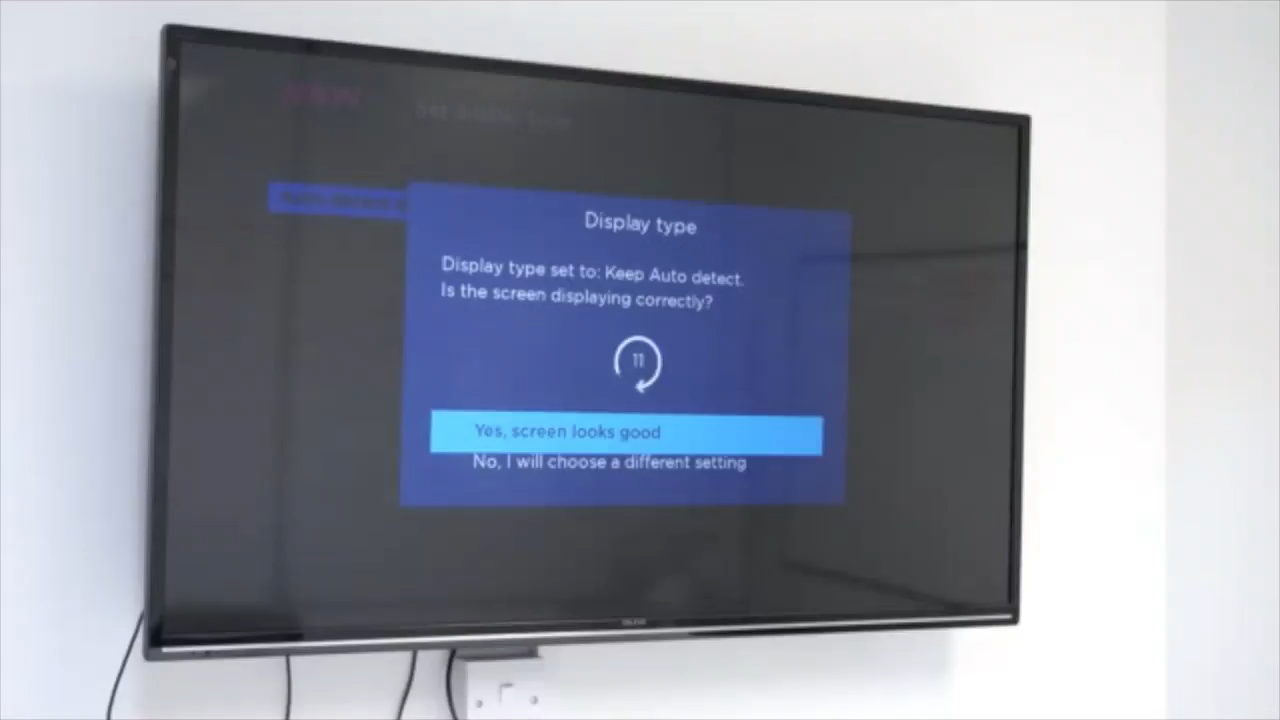 Display type
Display type set to: Keep Auto detect.
Is the screen displaying correctly?
11
Yes, screen looks good
No, I will choose a different setting